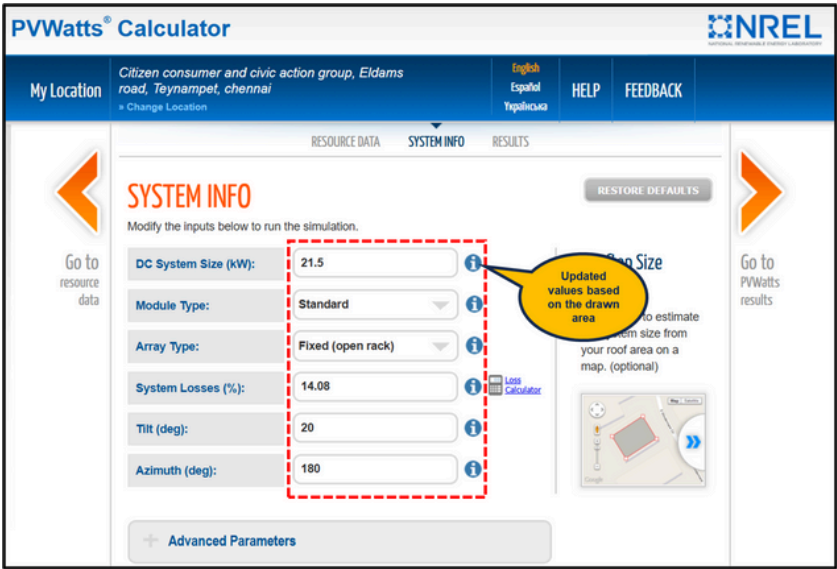 PVWatts® Calculator
NREL
NATIONAL RENEWABLE ENERGY LABORATORY
My Location
Citizen consumer and civic action group, Eldams
road, Teynampet, chennai
» Change Location
English
Español
Українська
HELP
FEEDBACK
RESOURCE DATA
SYSTEM INFO
RESULTS
Go to
resource
data
SYSTEM INFO
RESTORE DEFAULTS
Modify the inputs below to run the simulation.
DC System Size (kW):
21.5
Module Type:
Standard
Array Type:
Fixed (open rack)
System Losses (%):
14.08
Loss
Calculator
Tilt (deg):
20
Azimuth (deg):
180
Advanced Parameters
Updated
values based
on the drawn
area
Size
to estimate
size from
your roof area on a
map. (optional)
Map
Google
Go to
PVWatts
results